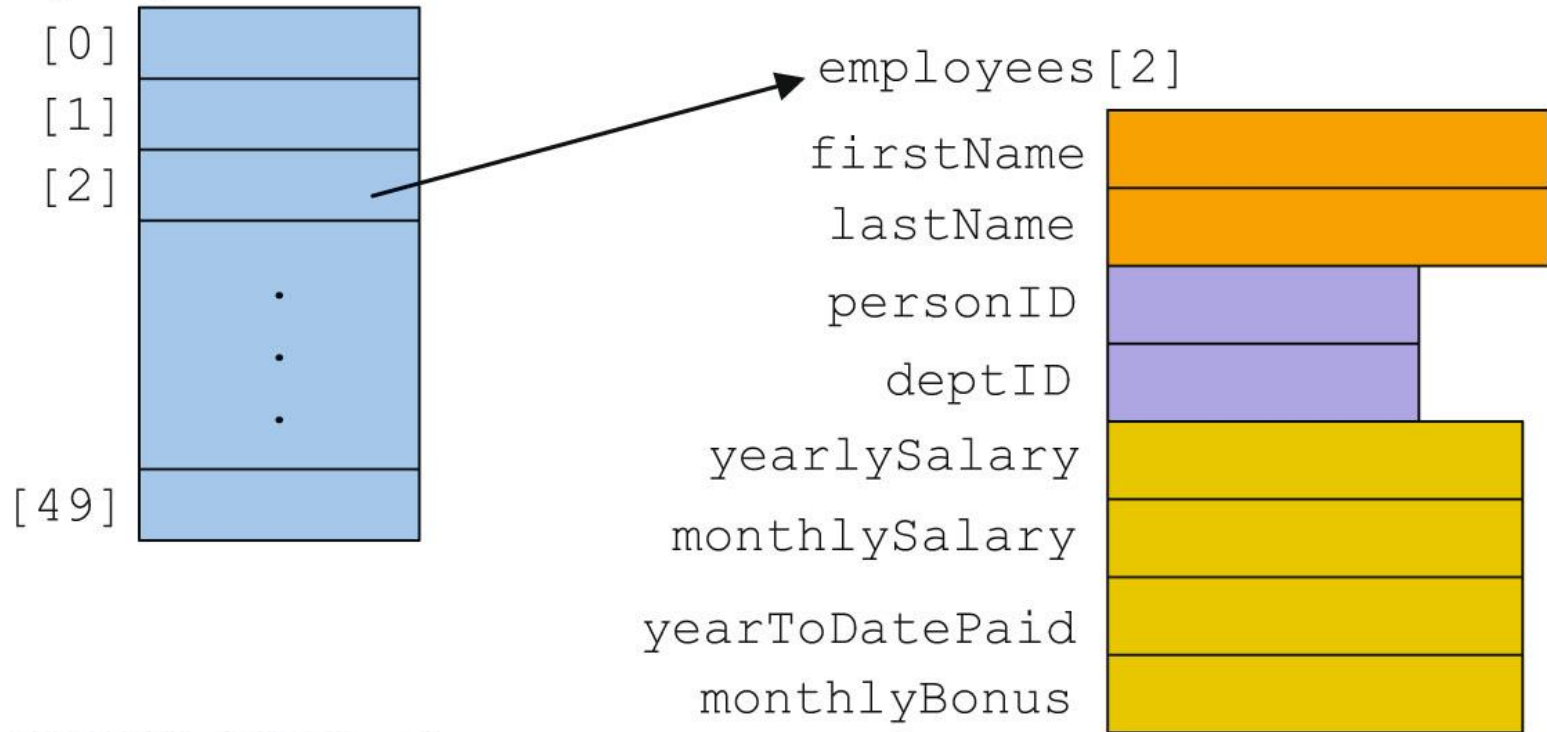 [0]
[1]
[2]
[49]
employees[2]
firstName
lastName
personID
deptID
yearlySalary
monthlySalary
yearToDatePaid
monthlyBonus